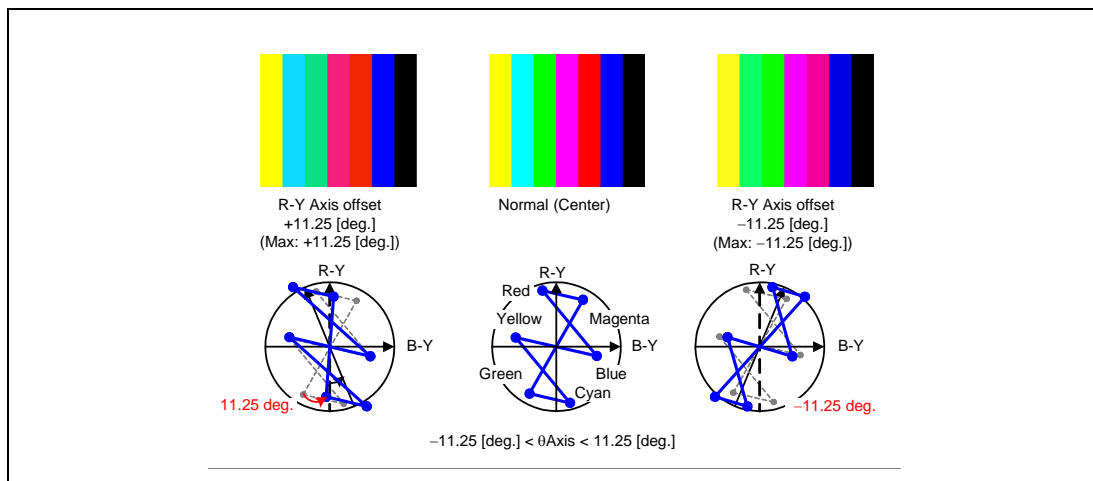 R-Y Axis offset
+11.25 [deg.]
(Max: +11.25 [deg.])
Normal (Center)
R-Y Axis offset
−11.25 [deg.]
(Max: −11.25 [deg.])
R-Y
B-Y
11.25 deg.
R-Y
Red
Yellow
Magenta
B-Y
Green
Blue
Cyan
R-Y
B-Y
−11.25 deg.
−11.25 [deg.] < θAxis < 11.25 [deg.]